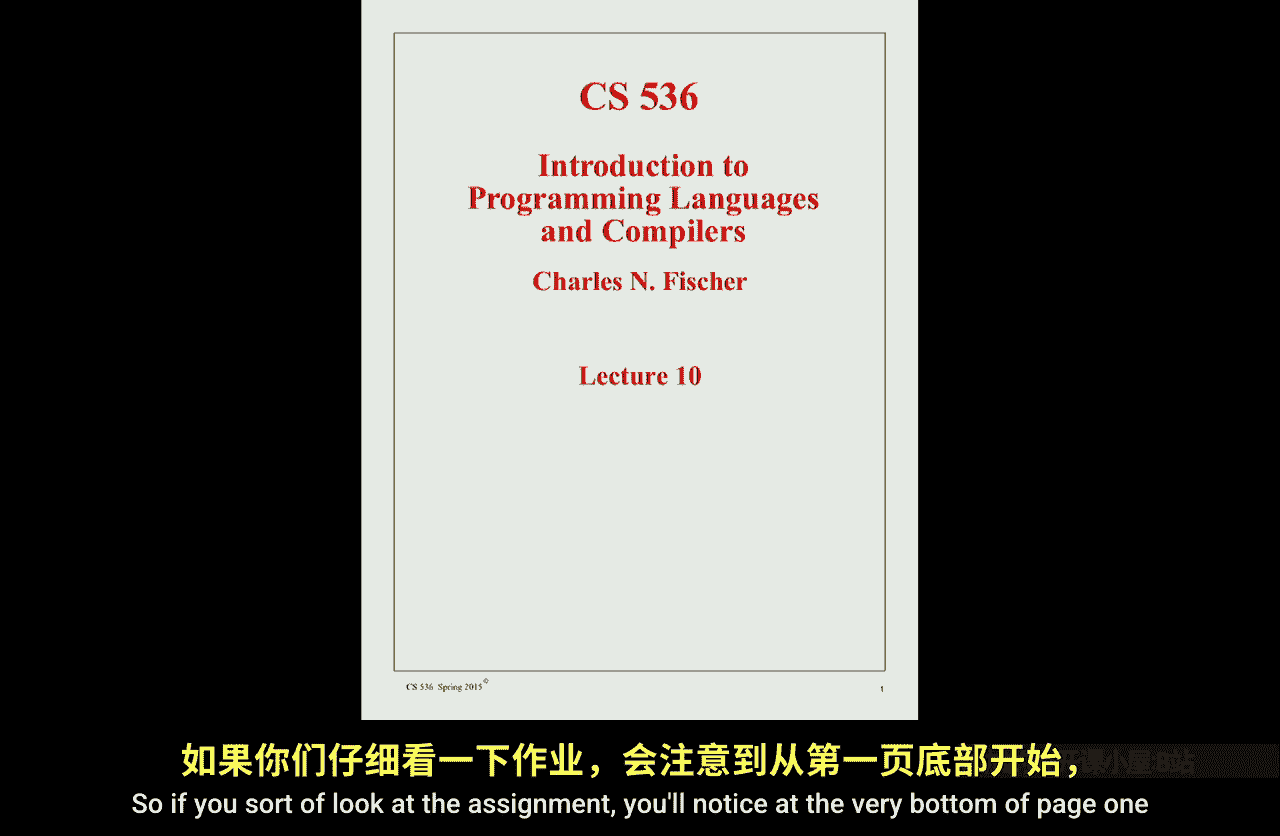 CS 536
Introduction to
Programming Languages
and Compilers
Charles N. Fischer
Lecture 10
CS 536 Spring 2015©
1
如果你们仔细看一下作业，会注意到从第一页底部开始，
So if you sort of look at the assignment, you'll notice at the very bottom of page one